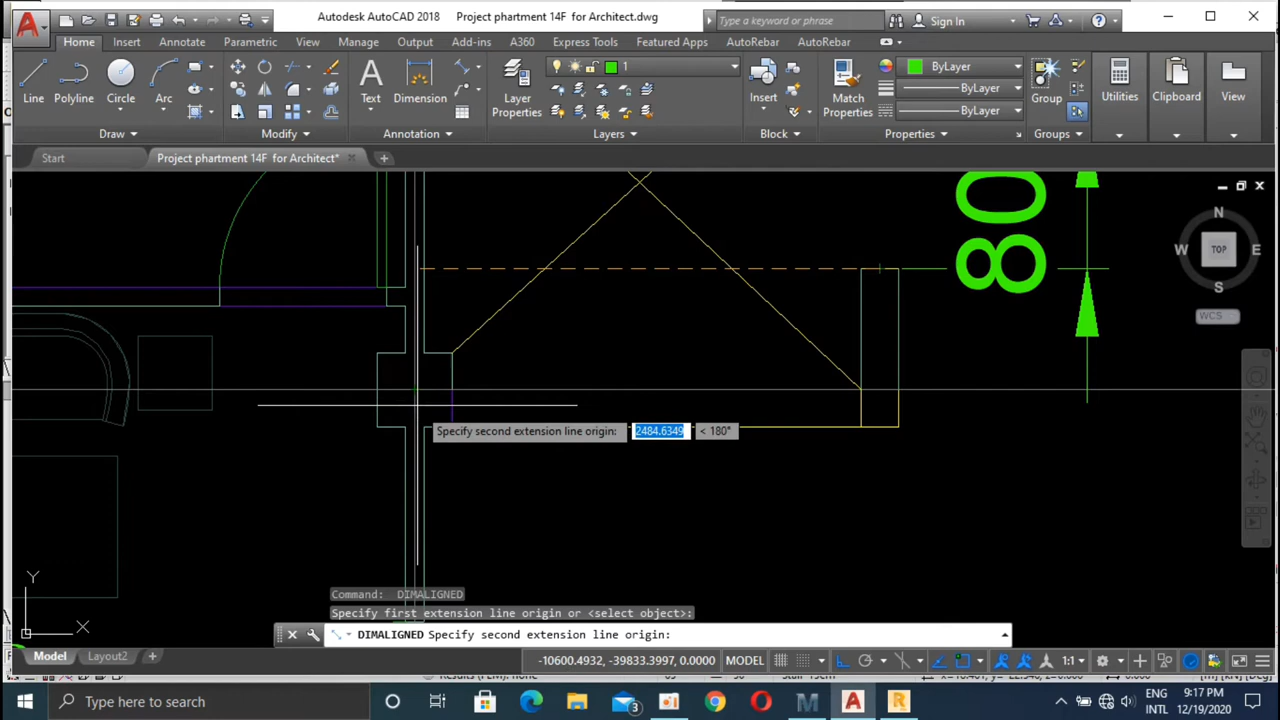 Autodesk AutoCAD 2018 Project phartment 14F for Architect.dwg
Type a keyword or phrase
Sign In
Home Insert Annotate Parametric View Manage Output Add-ins A360 Express Tools Featured Apps AutoRebar AutoRebar
1
ByLayer
ByLayer
ByLayer
Line Polyline Circle Arc
Text Dimension
Layer
Properties
Insert
Match
Properties
Group
Utilities
Clipboard
View
Draw
Modify
Annotation
Layers
Block
Properties
Groups
Start
Project phartment 14F for Architect*
80
N
W TOP E
S
WCS
Specify second extension line origin: 2484.6349 < 180°
Y
X
Command: DIMALIGNED
Specify first extension line origin or <select object>:
DIMALIGNED Specify second extension line origin:
Model Layout2
-10600.4932, -39833.3997, 0.0000 MODEL
1:1
Type here to search
3
ENG
INTL
9:17 PM
12/19/2020